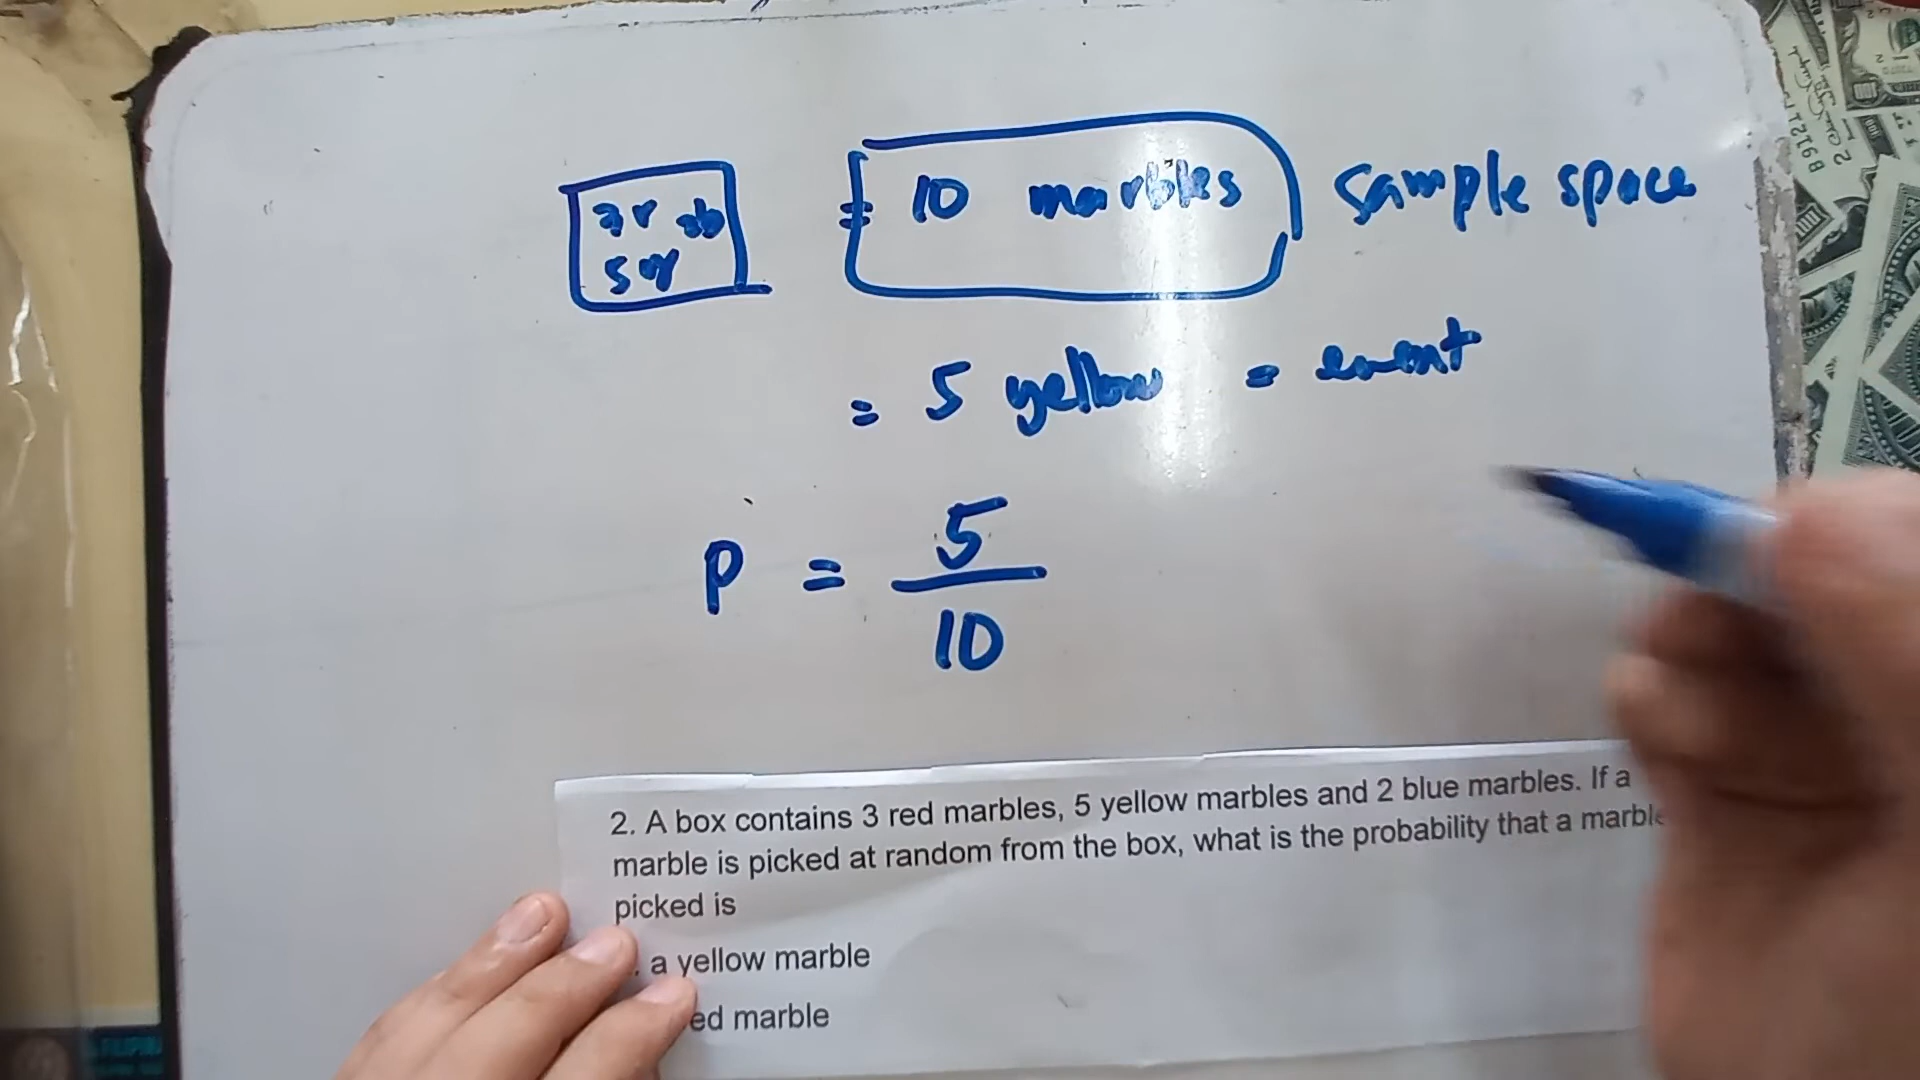 3r 2b
5y
= 10 marbles sample space
= 5 yellow = event
P = 5
10
2. A box contains 3 red marbles, 5 yellow marbles and 2 blue marbles. If a
marble is picked at random from the box, what is the probability that a marble
picked is
. a yellow marble
ed marble